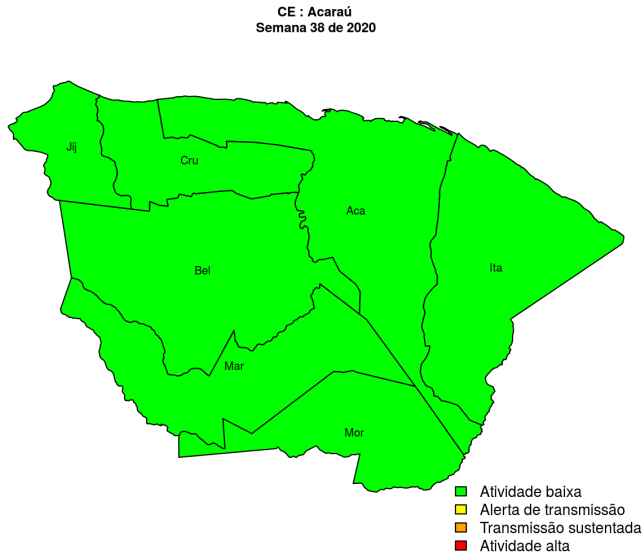 CE : Acaraú
Semana 38 de 2020
Jij
Cru
Aca
Bel
Ita
Mar
Mor
Atividade baixa
Alerta de transmissão
Transmissão sustentada
Atividade alta